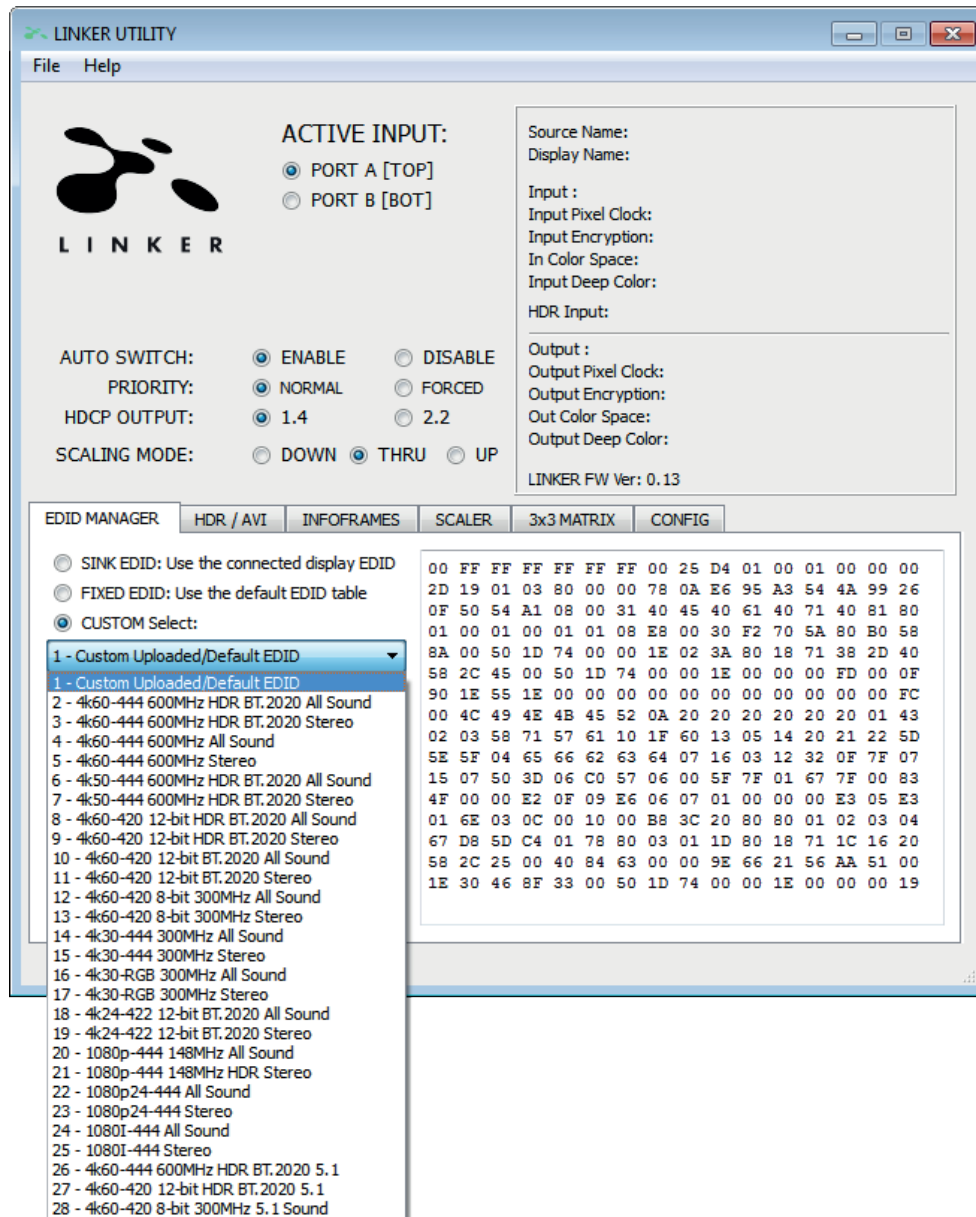 LINKER UTILITY
File Help
LINKER
ACTIVE INPUT:
PORT A [TOP]
PORT B [BOT]
AUTO SWITCH: ENABLE DISABLE
PRIORITY: NORMAL FORCED
HDCP OUTPUT: 1.4 2.2
SCALING MODE: DOWN THRU UP
Source Name:
Display Name:
Input :
Input Pixel Clock:
Input Encryption:
In Color Space:
Input Deep Color:
HDR Input:
Output :
Output Pixel Clock:
Output Encryption:
Out Color Space:
Output Deep Color:
LINKER FW Ver: 0.13
EDID MANAGER HDR / AVI INFOFRAMES SCALER 3x3 MATRIX CONFIG
SINK EDID: Use the connected display EDID
FIXED EDID: Use the default EDID table
CUSTOM Select:
1 - Custom Uploaded/Default EDID
1 - Custom Uploaded/Default EDID
2 - 4k60-444 600MHz HDR BT.2020 All Sound
3 - 4k60-444 600MHz HDR BT.2020 Stereo
4 - 4k60-444 600MHz All Sound
5 - 4k60-444 600MHz Stereo
6 - 4k50-444 600MHz HDR BT.2020 All Sound
7 - 4k50-444 600MHz HDR BT.2020 Stereo
8 - 4k60-420 12-bit HDR BT.2020 All Sound
9 - 4k60-420 12-bit HDR BT.2020 Stereo
10 - 4k60-420 12-bit BT.2020 All Sound
11 - 4k60-420 12-bit BT.2020 Stereo
12 - 4k60-420 8-bit 300MHz All Sound
13 - 4k60-420 8-bit 300MHz Stereo
14 - 4k30-444 300MHz All Sound
15 - 4k30-444 300MHz Stereo
16 - 4k30-RGB 300MHz All Sound
17 - 4k30-RGB 300MHz Stereo
18 - 4k24-422 12-bit BT.2020 All Sound
19 - 4k24-422 12-bit BT.2020 Stereo
20 - 1080p-444 148MHz All Sound
21 - 1080p-444 148MHz HDR Stereo
22 - 1080p24-444 All Sound
23 - 1080p24-444 Stereo
24 - 1080I-444 All Sound
25 - 1080I-444 Stereo
26 - 4k60-444 600MHz HDR BT.2020 5.1
27 - 4k60-420 12-bit HDR BT.2020 5.1
28 - 4k60-420 8-bit 300MHz 5.1 Sound
00 FF FF FF FF FF FF 00 25 D4 01 00 01 00 00 00
2D 19 01 03 80 00 00 78 0A E6 95 A3 54 4A 99 26
0F 50 54 A1 08 00 31 40 45 40 61 40 71 40 81 80
01 00 01 00 01 01 08 E8 00 30 F2 70 5A 80 B0 58
8A 00 50 1D 74 00 00 1E 02 3A 80 18 71 38 2D 40
58 2C 45 00 50 1D 74 00 00 1E 00 00 00 FD 00 0F
90 1E 55 1E 00 00 00 00 00 00 00 00 00 00 00 FC
00 4C 49 4E 4B 45 52 0A 20 20 20 20 20 20 01 43
02 03 58 71 57 61 10 1F 60 13 05 14 20 21 22 5D
5E 5F 04 65 66 62 63 64 07 16 03 12 32 0F 7F 07
15 07 50 3D 06 C0 57 06 00 5F 7F 01 67 7F 00 83
4F 00 00 E2 0F 09 E6 06 07 01 00 00 00 E3 05 E3
01 6E 03 0C 00 10 00 B8 3C 20 80 80 01 02 03 04
67 D8 5D C4 01 78 80 03 01 1D 80 18 71 1C 16 20
58 2C 25 00 40 84 63 00 00 9E 66 21 56 AA 51 00
1E 30 46 8F 33 00 50 1D 74 00 00 1E 00 00 00 19